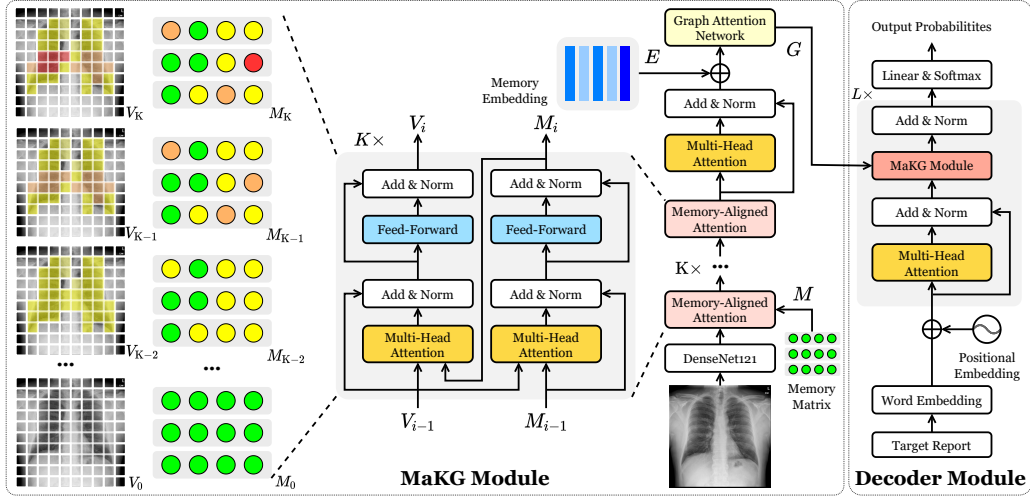 V_K
M_K
V_{K-1}
M_{K-1}
V_{K-2}
M_{K-2}
...
...
V_0
M_0
K×
V_i
M_i
Add & Norm
Add & Norm
Feed-Forward
Feed-Forward
Add & Norm
Add & Norm
Multi-Head
Attention
Multi-Head
Attention
V_{i-1}
M_{i-1}
MaKG Module
Memory
Embedding
E
Graph Attention
Network
G
Add & Norm
Multi-Head
Attention
Memory-Aligned
Attention
K× ...
Memory-Aligned
Attention
M
DenseNet121
Memory
Matrix
Output Probabilitites
Linear & Softmax
L×
Add & Norm
MaKG Module
Add & Norm
Multi-Head
Attention
Positional
Embedding
Word Embedding
Target Report
Decoder Module